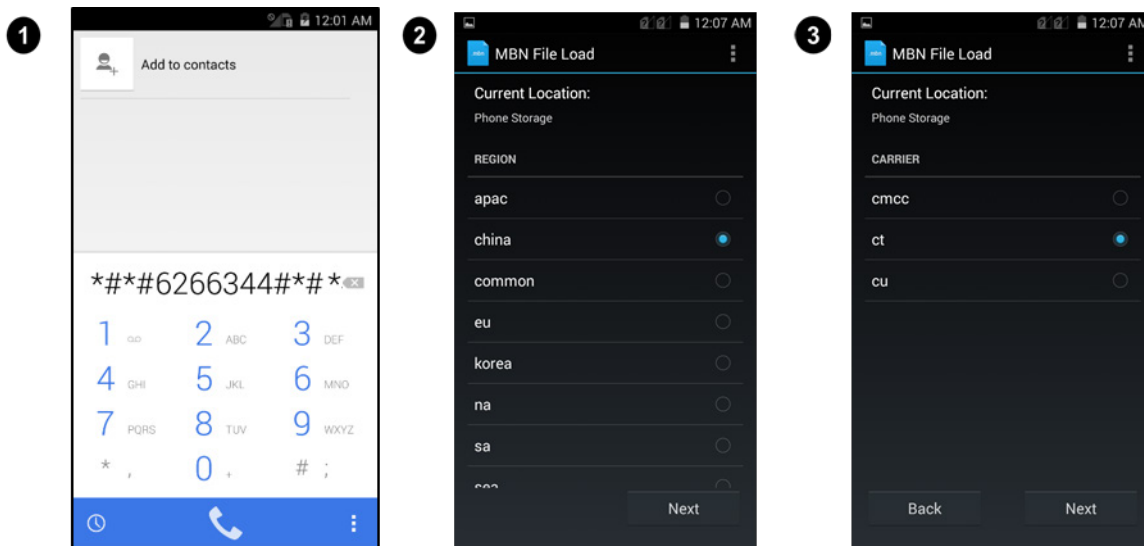 1
12:01 AM
Add to contacts
*#*#6266344#*#*
1
2 ABC
3 DEF
4 GHI
5 JKL
6 MNO
7 PQRS
8 TUV
9 WXYZ
* ,
0 +
# ;
2
12:07 AM
MBN File Load
Current Location:
Phone Storage
REGION
apac
china
common
eu
korea
na
sa
sea
Next
3
12:07 AM
MBN File Load
Current Location:
Phone Storage
CARRIER
cmcc
ct
cu
Back Next